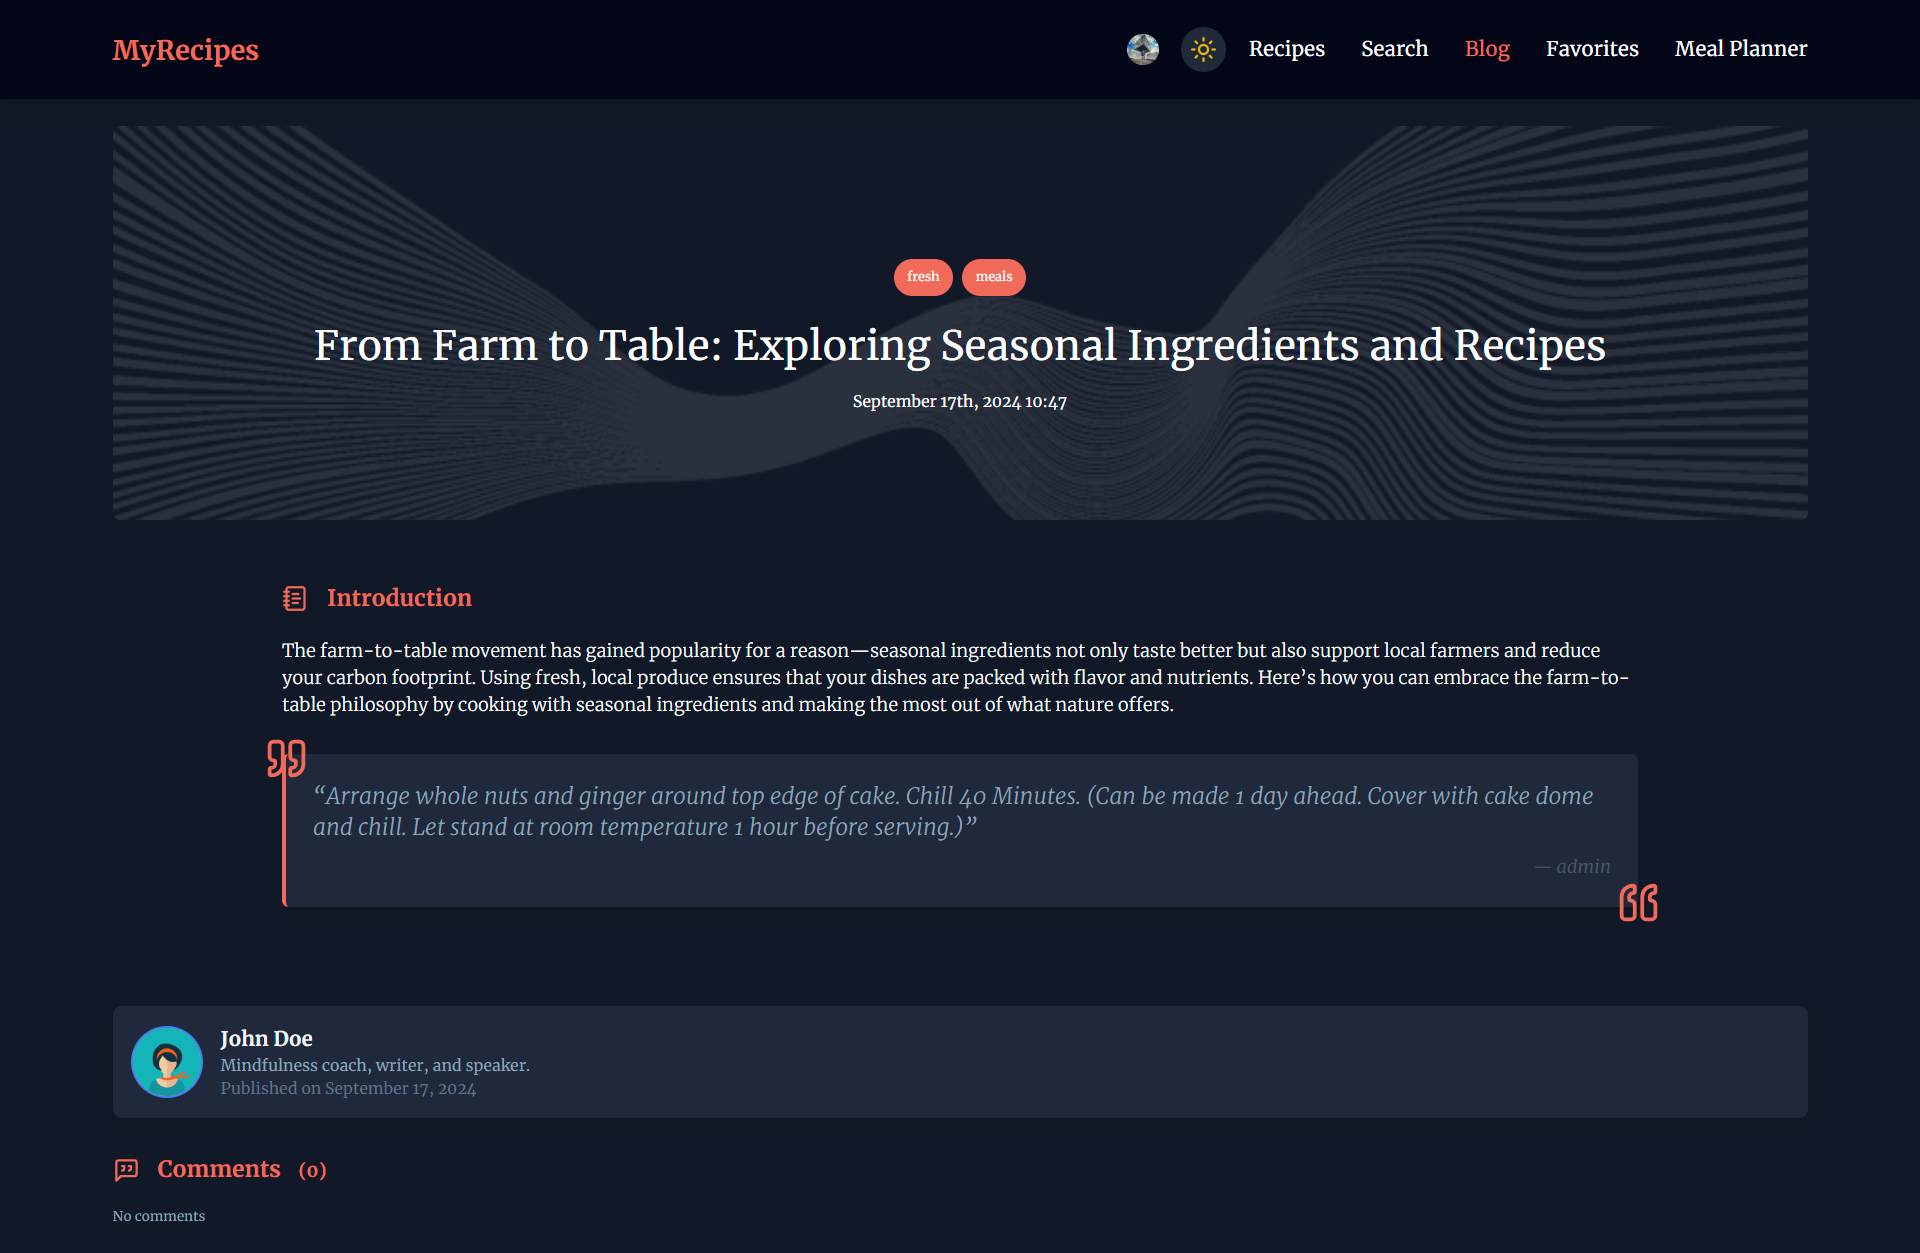 MyRecipes
Recipes Search Blog Favorites Meal Planner
fresh meals
From Farm to Table: Exploring Seasonal Ingredients and Recipes
September 17th, 2024 10:47
Introduction
The farm-to-table movement has gained popularity for a reason—seasonal ingredients not only taste better but also support local farmers and reduce
your carbon footprint. Using fresh, local produce ensures that your dishes are packed with flavor and nutrients. Here’s how you can embrace the farm-to-
table philosophy by cooking with seasonal ingredients and making the most out of what nature offers.
“Arrange whole nuts and ginger around top edge of cake. Chill 40 Minutes. (Can be made 1 day ahead. Cover with cake dome
and chill. Let stand at room temperature 1 hour before serving.)”
— admin
John Doe
Mindfulness coach, writer, and speaker.
Published on September 17, 2024
Comments (0)
No comments